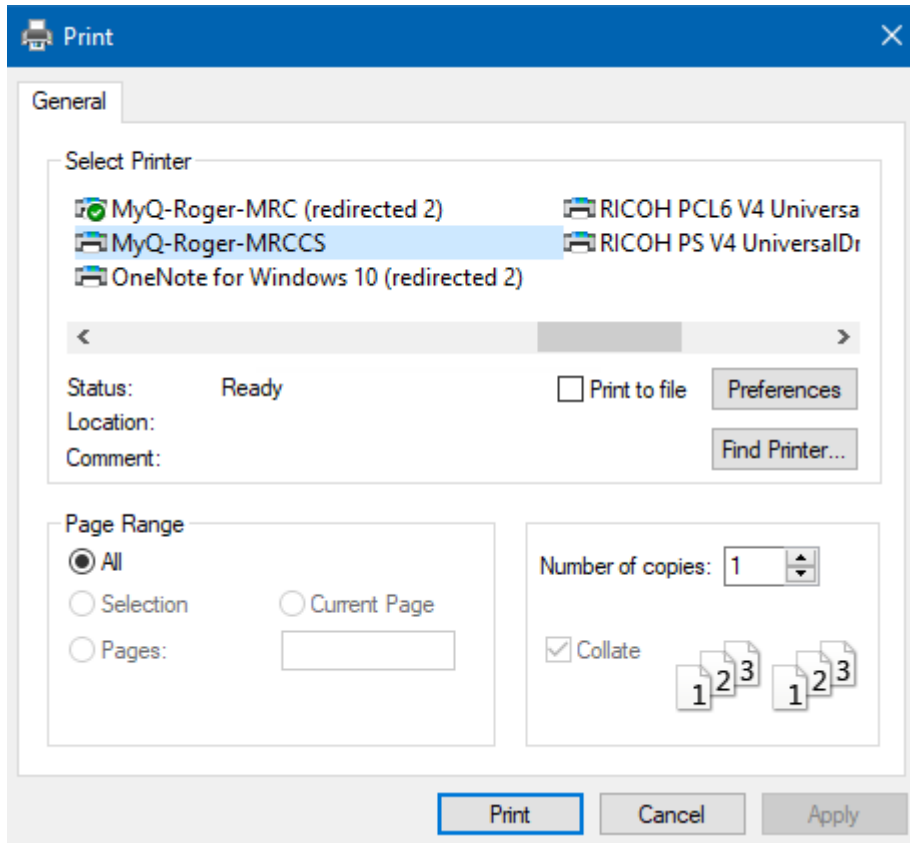 Print
General
Select Printer
MyQ-Roger-MRC (redirected 2)
RICOH PCL6 V4 Universa
MyQ-Roger-MRCCS
RICOH PS V4 UniversalDr
OneNote for Windows 10 (redirected 2)
Status: Ready
Print to file
Preferences
Location:
Comment:
Find Printer...
Page Range
All
Selection
Current Page
Pages:
Number of copies: 1
Collate
1 2 3 1 2 3
Print
Cancel
Apply